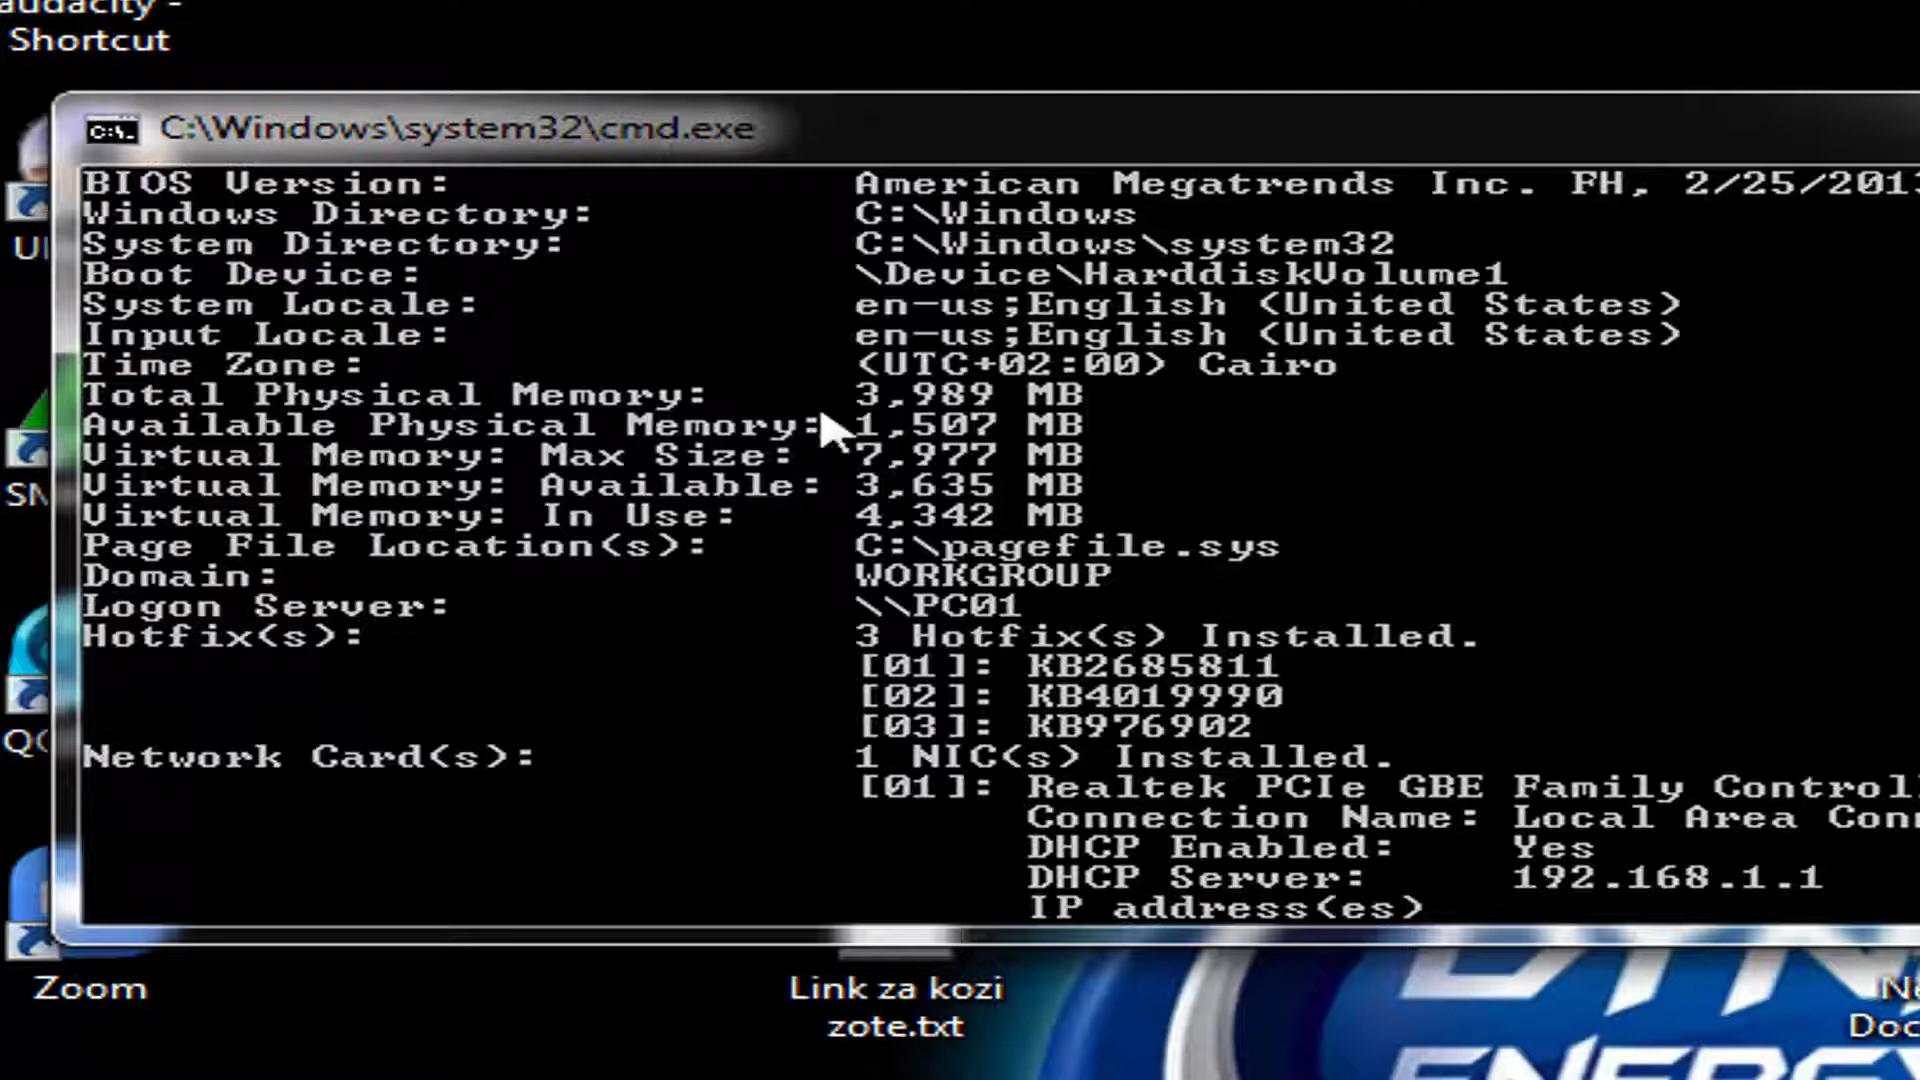 audacity -
Shortcut
C:\Windows\system32\cmd.exe
BIOS Version: American Megatrends Inc. FH, 2/25/2013
Windows Directory: C:\Windows
System Directory: C:\Windows\system32
Boot Device: \Device\HarddiskVolume1
System Locale: en-us;English (United States)
Input Locale: en-us;English (United States)
Time Zone: (UTC+02:00) Cairo
Total Physical Memory: 3,989 MB
Available Physical Memory: 1,507 MB
Virtual Memory: Max Size: 7,977 MB
Virtual Memory: Available: 3,635 MB
Virtual Memory: In Use: 4,342 MB
Page File Location(s): C:\pagefile.sys
Domain: WORKGROUP
Logon Server: \\PC01
Hotfix(s): 3 Hotfix(s) Installed.
[01]: KB2685811
[02]: KB4019990
[03]: KB976902
Network Card(s): 1 NIC(s) Installed.
[01]: Realtek PCIe GBE Family Controll
Connection Name: Local Area Conn
DHCP Enabled: Yes
DHCP Server: 192.168.1.1
IP address(es)
Zoom
Link za kozi
zote.txt
Ne
Doc
ENERGY